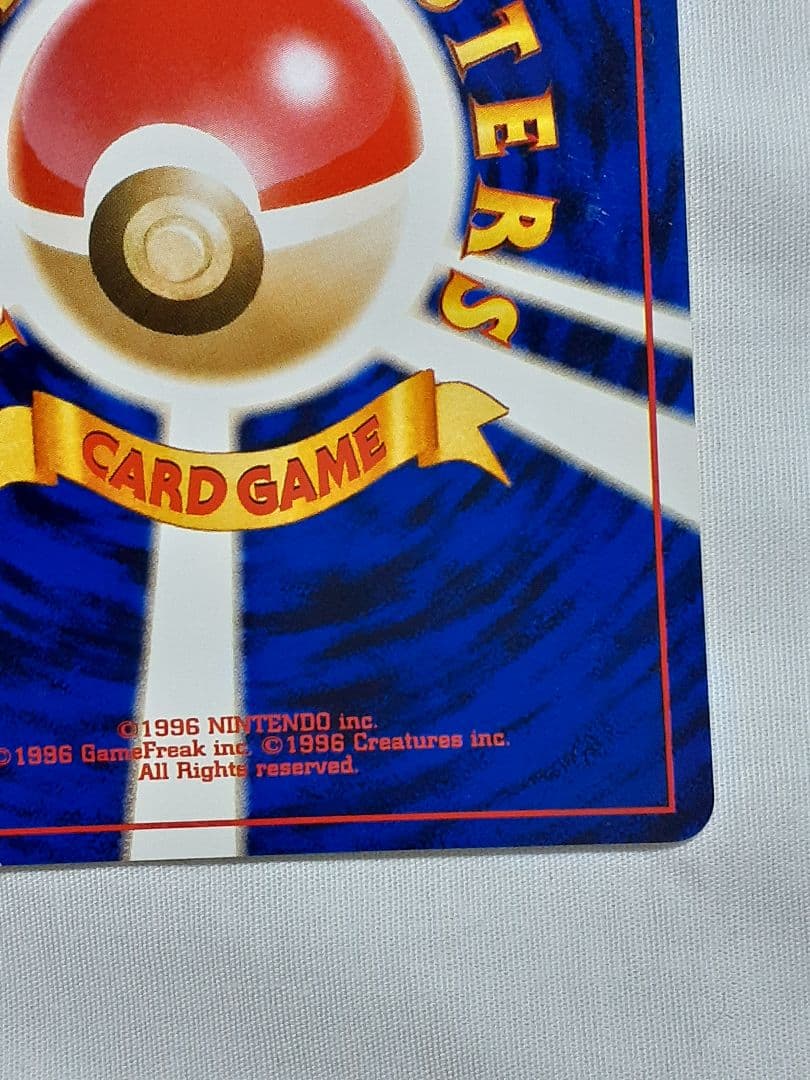 TERS
CARD GAME
©1996 NINTENDO inc.
©1996 GameFreak inc. ©1996 Creatures inc.
All Rights reserved.